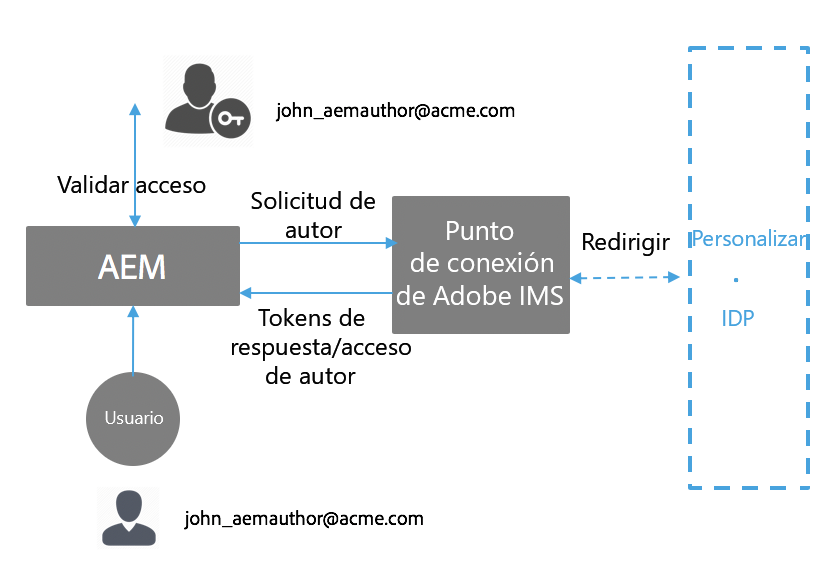 john_aemauthor@acme.com
Validar acceso
AEM
Solicitud de
autor
Punto
de conexión
de Adobe IMS
Redirigir
Personalizar
.
IDP
Tokens de
respuesta/acceso
de autor
Usuario
john_aemauthor@acme.com